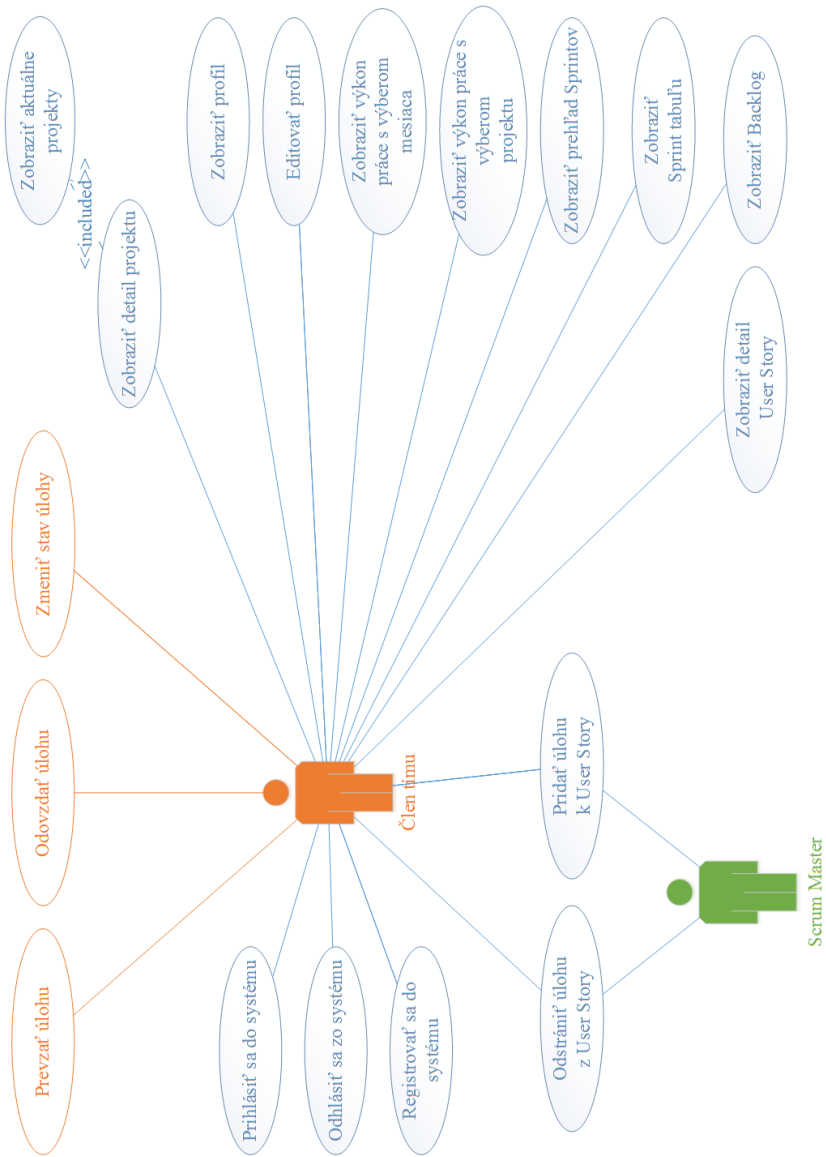 Prevzať úlohu
Odovzdať úlohu
Zmeniť stav úlohy
Zobraziť aktuálne
projekty
<<included>>
Zobraziť detail projektu
Prihlásiť sa do systému
Odhlásiť sa zo systému
Registrovať sa do
systému
Člen tímu
Zobraziť profil
Editovať profil
Zobraziť výkon
práce s výberom
mesiaca
Zobraziť výkon práce s
výberom
projektu
Zobraziť prehľad Sprintov
Zobraziť
Sprint tabuľu
Zobraziť Backlog
Zobraziť detail
User Story
Odstrániť úlohu
z User Story
Pridať úlohu
k User Story
Scrum Master